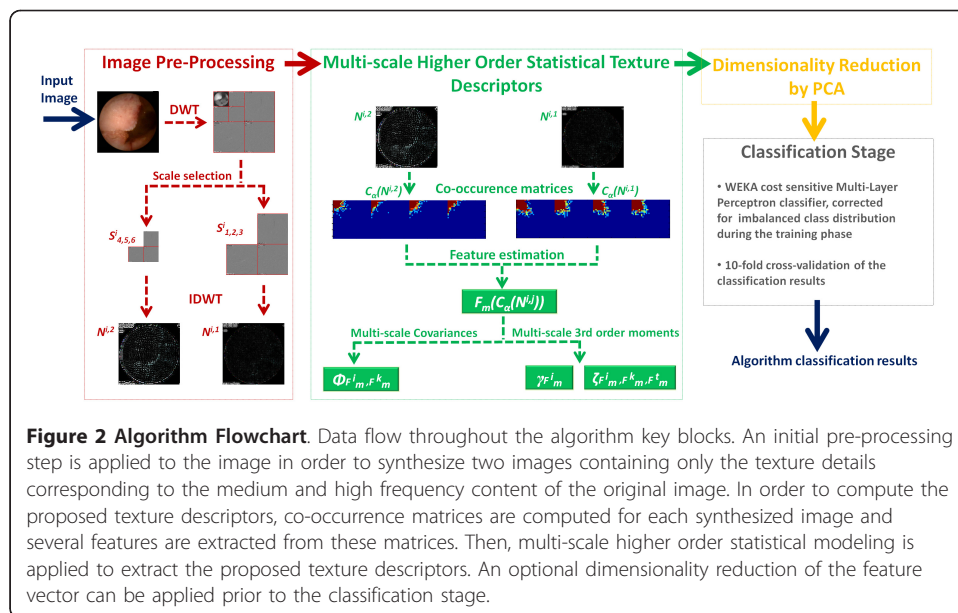 Image Pre-Processing
Multi-scale Higher Order Statistical Texture
Descriptors
Dimensionality Reduction
by PCA
Input
Image
DWT
Scale selection
S^i_4,5,6
S^i_1,2,3
IDWT
N^i,2
N^i,1
N^i,2
N^i,1
C_α(N^i,2)
Co-occurence matrices
C_α(N^i,1)
Feature estimation
F_m(C_α(N^i,j))
Multi-scale Covariances
Multi-scale 3rd order moments
Φ_F^i_m,F^k_m
γ_F^i_m
ζ_F^i_m,F^k_m,F^t_m
Classification Stage
• WEKA cost sensitive Multi-Layer
Perceptron classifier, corrected
for imbalanced class distribution
during the training phase
• 10-fold cross-validation of the
classification results
Algorithm classification results
Figure 2 Algorithm Flowchart. Data flow throughout the algorithm key blocks. An initial pre-processing
step is applied to the image in order to synthesize two images containing only the texture details
corresponding to the medium and high frequency content of the original image. In order to compute the
proposed texture descriptors, co-occurrence matrices are computed for each synthesized image and
several features are extracted from these matrices. Then, multi-scale higher order statistical modeling is
applied to extract the proposed texture descriptors. An optional dimensionality reduction of the feature
vector can be applied prior to the classification stage.